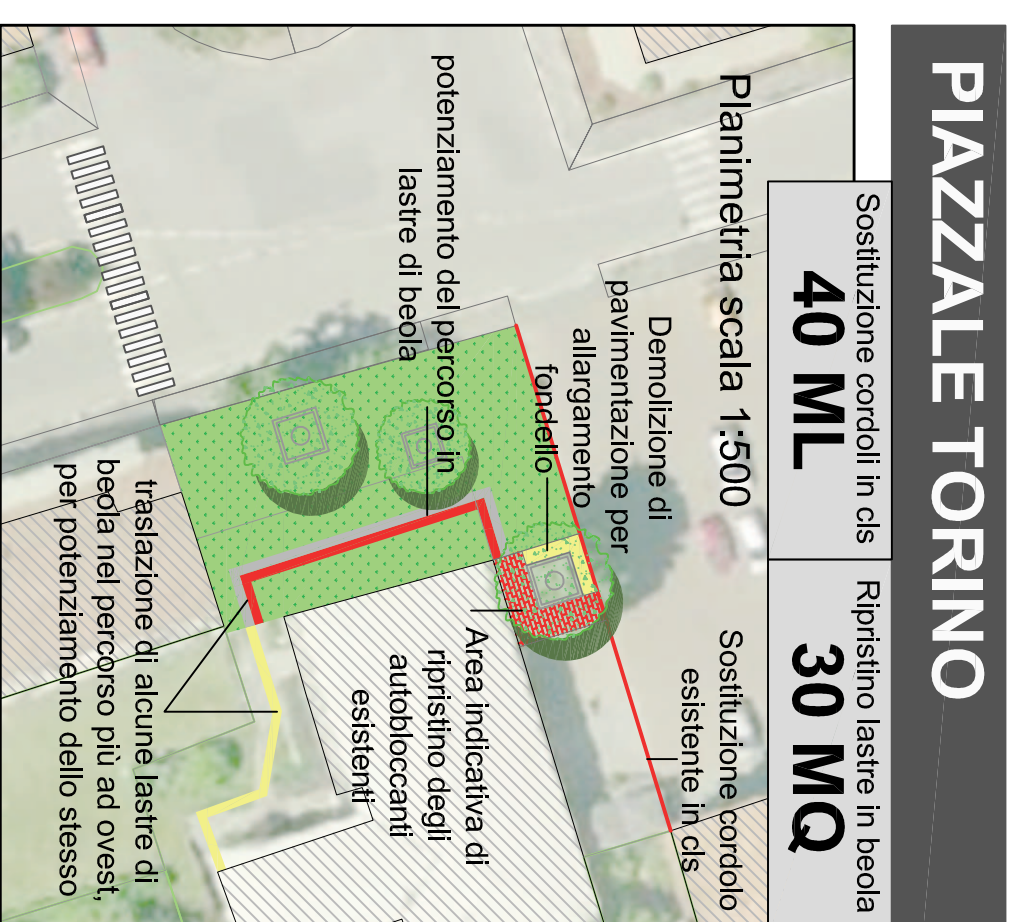 PIAZZALE TORINO
Sostituzione cordoli in cls
40 ML
Ripristino lastre in beola
30 MQ
Planimetria scala 1:500
Demolizione di
pavimentazione per
allargamento
fondello
potenziamento del percorso in
lastre di beola
Sostituzione cordolo
esistente in cls
Area indicativa di
ripristino degli
autobloccanti
esistenti
traslazione di alcune lastre di
beola nel percorso più ad ovest,
per potenziamento dello stesso